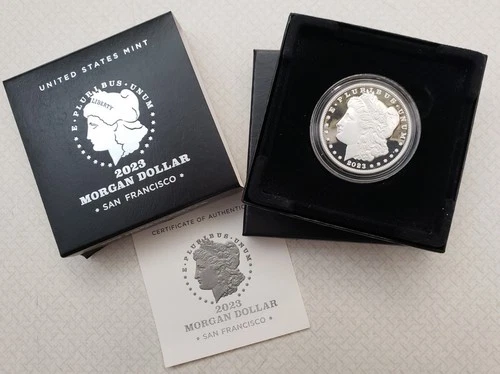 UNITED STATES MINT
E·PLURIBUS·UNUM
LIBERTY
2023
MORGAN DOLLAR
• SAN FRANCISCO •
E·PLURIBUS·UNUM
2023
CERTIFICATE OF AUTHENT
E·PLURIBUS·UNUM
2023
MORGAN DOLLAR
• SAN FRANCISCO •